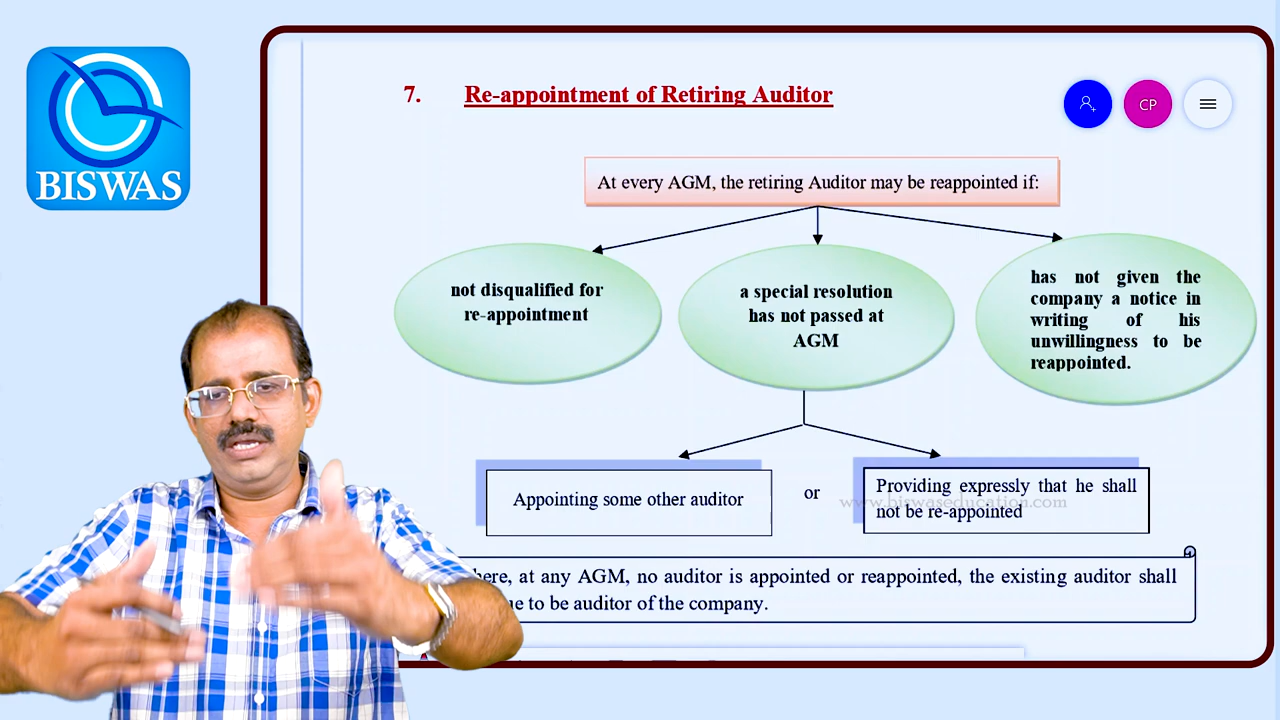 BISWAS
7. Re-appointment of Retiring Auditor
CP
At every AGM, the retiring Auditor may be reappointed if:
not disqualified for
re-appointment
a special resolution
has not passed at
AGM
has not given the
company a notice in
writing of his
unwillingness to be
reappointed.
Appointing some other auditor
or
Providing expressly that he shall
not be re-appointed
www.biswaseducation.com
here, at any AGM, no auditor is appointed or reappointed, the existing auditor shall
ue to be auditor of the company.